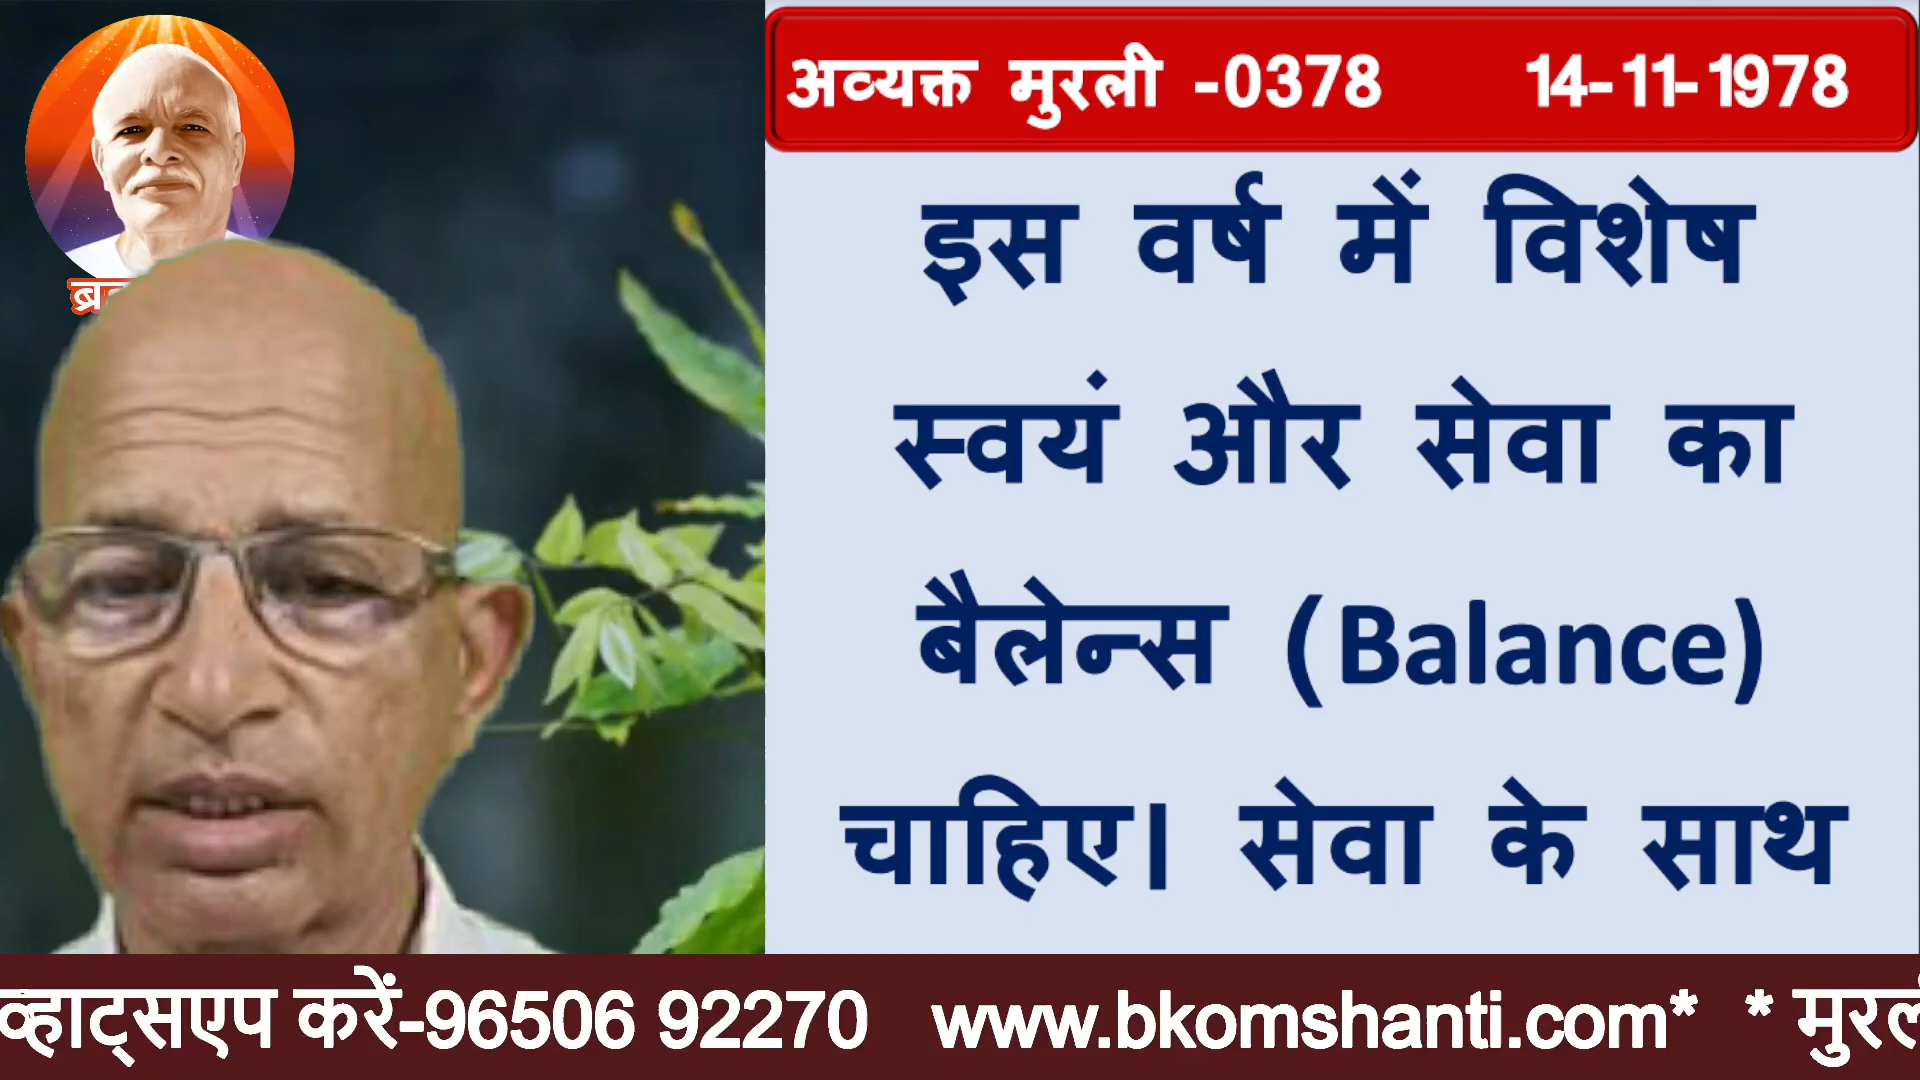 अव्यक्त मुरली -0378 14-11-1978
इस वर्ष में विशेष
स्वयं और सेवा का
बैलेन्स (Balance)
चाहिए। सेवा के साथ
व्हाट्सएप करें-96506 92270 www.bkomshanti.com* *